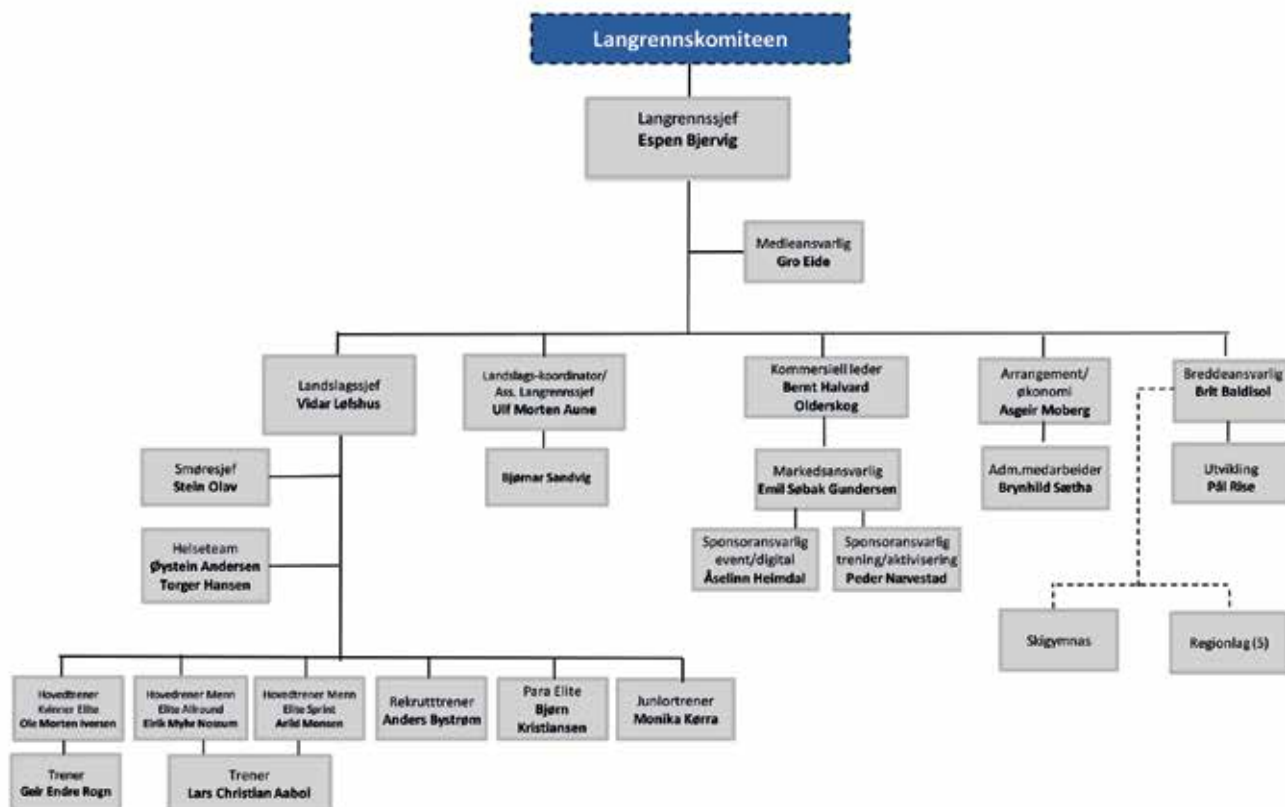 Langrennskomiteen
Langrennssjef
Espen Bjervig
Medieansvarlig
Gro Eide
Landslagssjef
Vidar Løfshus
Landslags-koordinator/
Ass. Langrennssjef
Ulf Morten Aune
Kommersiell leder
Bernt Halvard
Olderskog
Arrangement/
økonomi
Asgeir Moberg
Breddeansvarlig
Brit Baldisol
Smøresjef
Stein Olav
Bjørnar Sandvig
Markedsansvarlig
Emil Søbak Gundersen
Adm.medarbeider
Brynhild Sætha
Utvikling
Pål Rise
Helseteam
Øystein Andersen
Torger Hansen
Sponsoransvarlig
event/digital
Åselinn Heimdal
Sponsoransvarlig
trening/aktivisering
Peder Nævestad
Skigymnas
Regionlag (5)
Hovedtrener
Kvinner Elite
Ole Morten Iversen
Hovedrener Menn
Elite Allround
Eirik Myhr Nossum
Hovedtrener Menn
Elite Sprint
Arild Monsen
Rekrutttrener
Anders Byström
Para Elite
Bjørn
Kristiansen
Juniortrener
Monika Kørra
Trener
Geir Endre Rogn
Trener
Lars Christian Aabol